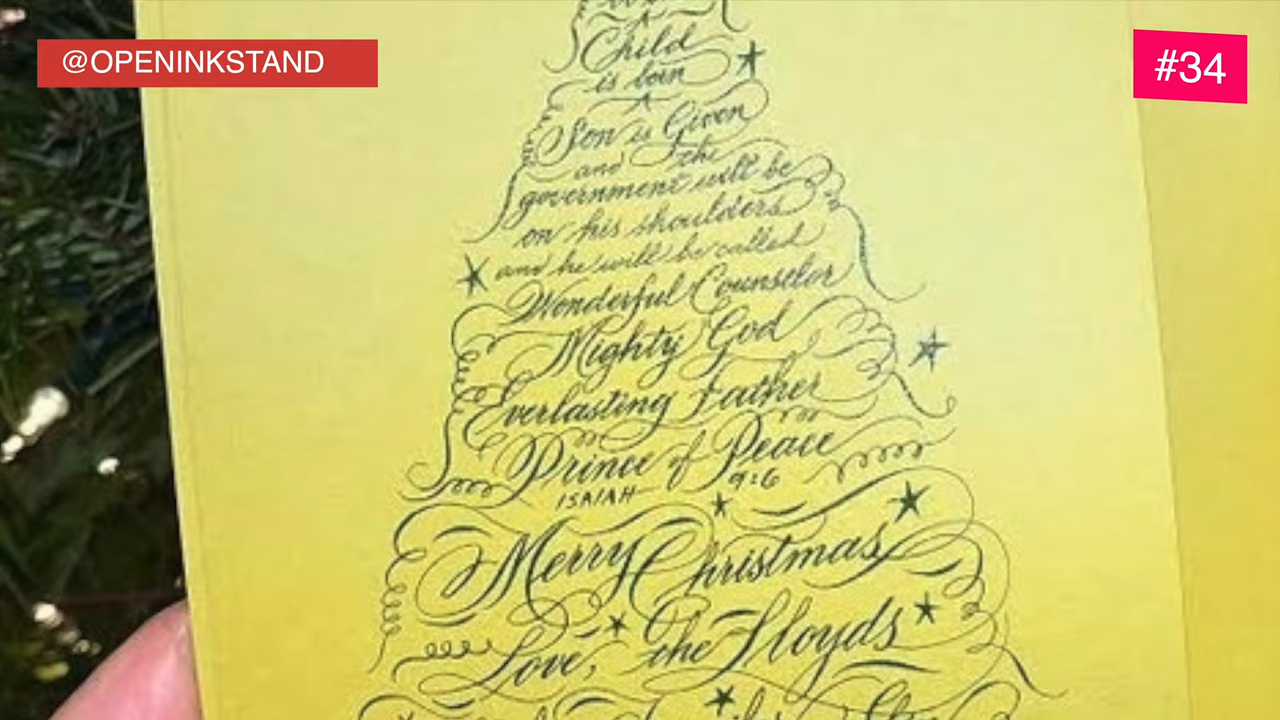 @OPENINKSTAND
#34
A
Child
is born
A
Son is Given
and the
government will be
on his shoulders
and he will be called
Wonderful Counselor
Mighty God
Everlasting Father
Prince of Peace
ISAIAH 9:6
Merry Christmas
Love, the Lloyds